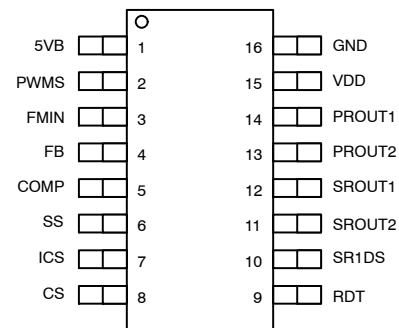 5VB 1 16 GND
PWMS 2 15 VDD
FMIN 3 14 PROUT1
FB 4 13 PROUT2
COMP 5 12 SROUT1
SS 6 11 SROUT2
ICS 7 10 SR1DS
CS 8 9 RDT